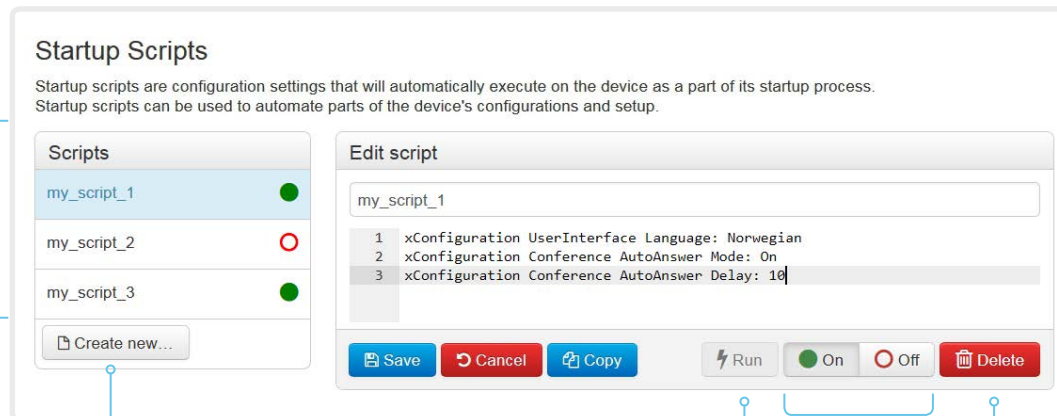 Startup Scripts
Startup scripts are configuration settings that will automatically execute on the device as a part of its startup process.
Startup scripts can be used to automate parts of the device's configurations and setup.
Scripts
my_script_1
my_script_2
my_script_3
Create new...
Edit script
my_script_1
1 xConfiguration UserInterface Language: Norwegian
2 xConfiguration Conference AutoAnswer Mode: On
3 xConfiguration Conference AutoAnswer Delay: 10
Save Cancel Copy Run On Off Delete